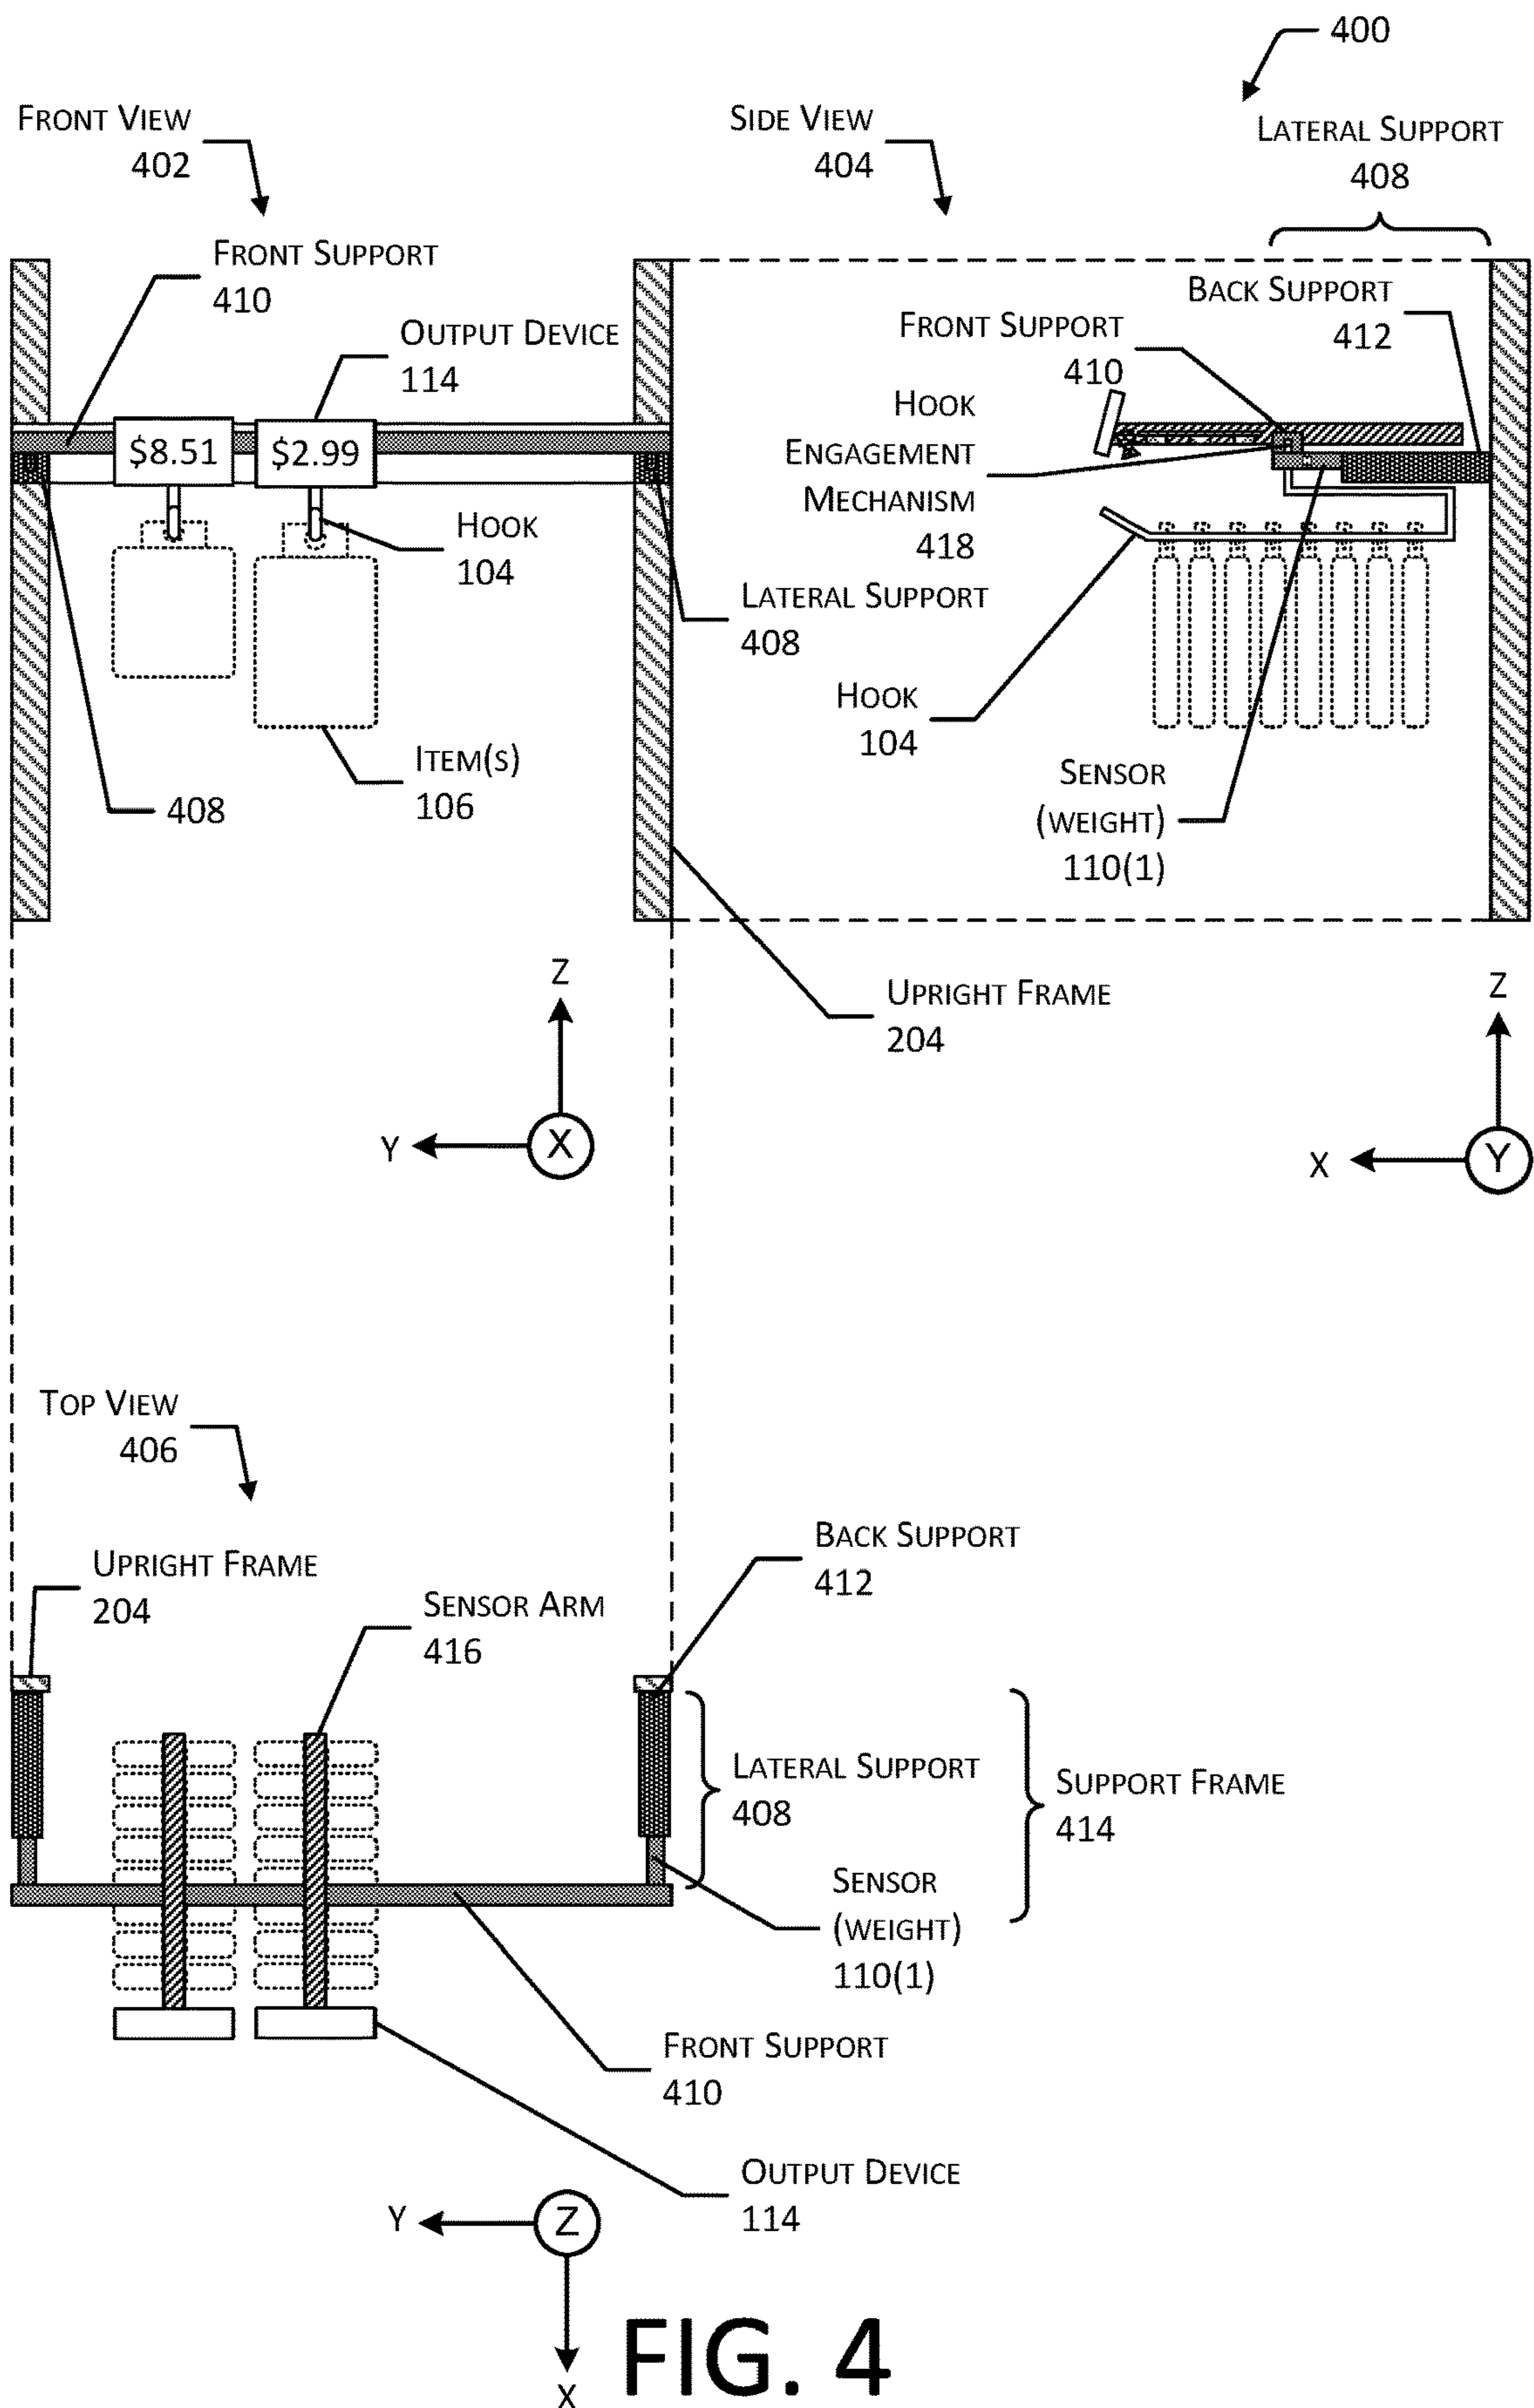 400
FRONT VIEW
402
SIDE VIEW
404
LATERAL SUPPORT
408
FRONT SUPPORT
410
OUTPUT DEVICE
114
$8.51
$2.99
HOOK
104
LATERAL SUPPORT
408
ITEM(S)
106
408
BACK SUPPORT
412
FRONT SUPPORT
410
HOOK
ENGAGEMENT
MECHANISM
418
HOOK
104
SENSOR
(WEIGHT)
110(1)
UPRIGHT FRAME
204
Z
Y
X
Z
X
Y
TOP VIEW
406
UPRIGHT FRAME
204
SENSOR ARM
416
BACK SUPPORT
412
LATERAL SUPPORT
408
SUPPORT FRAME
414
SENSOR
(WEIGHT)
110(1)
FRONT SUPPORT
410
OUTPUT DEVICE
114
Y
Z
X
FIG. 4